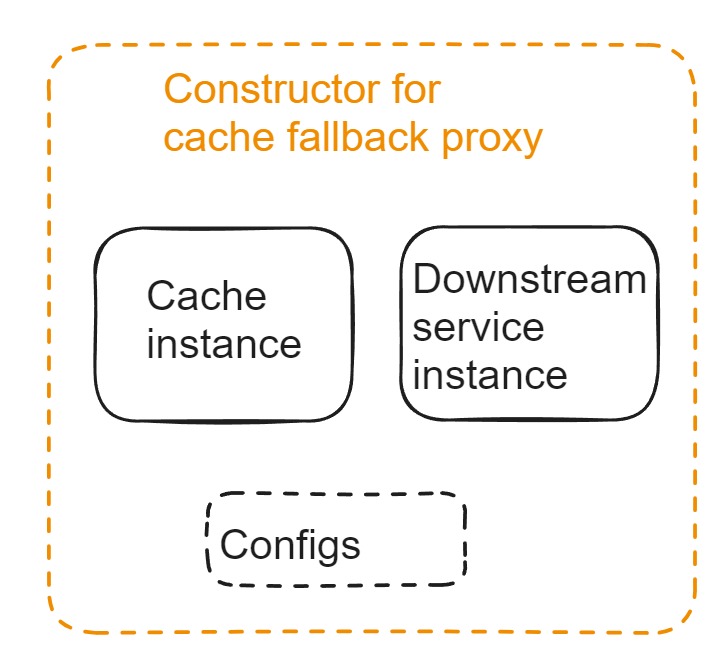 Constructor for
cache fallback proxy
Cache
instance
Downstream
service
instance
Configs